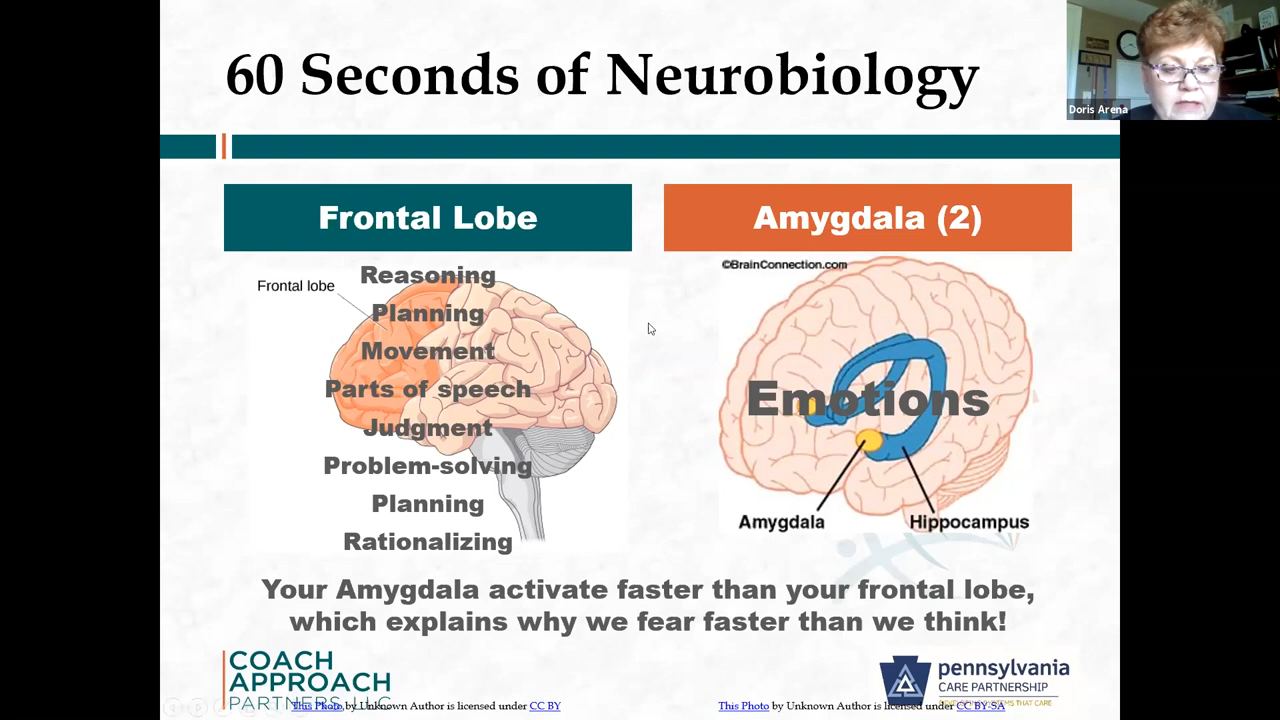 60 Seconds of Neurobiology
Doris Arena
Frontal Lobe
Frontal lobe
Reasoning
Planning
Movement
Parts of speech
Judgment
Problem-solving
Planning
Rationalizing
Amygdala (2)
©BrainConnection.com
Emotions
Amygdala
Hippocampus
Your Amygdala activate faster than your frontal lobe,
which explains why we fear faster than we think!
COACH
APPROACH
PARTNERS, LLC
This Photo by Unknown Author is licensed under CC BY
pennsylvania
CARE PARTNERSHIP
This Photo by Unknown Author is licensed under CC BY-SA